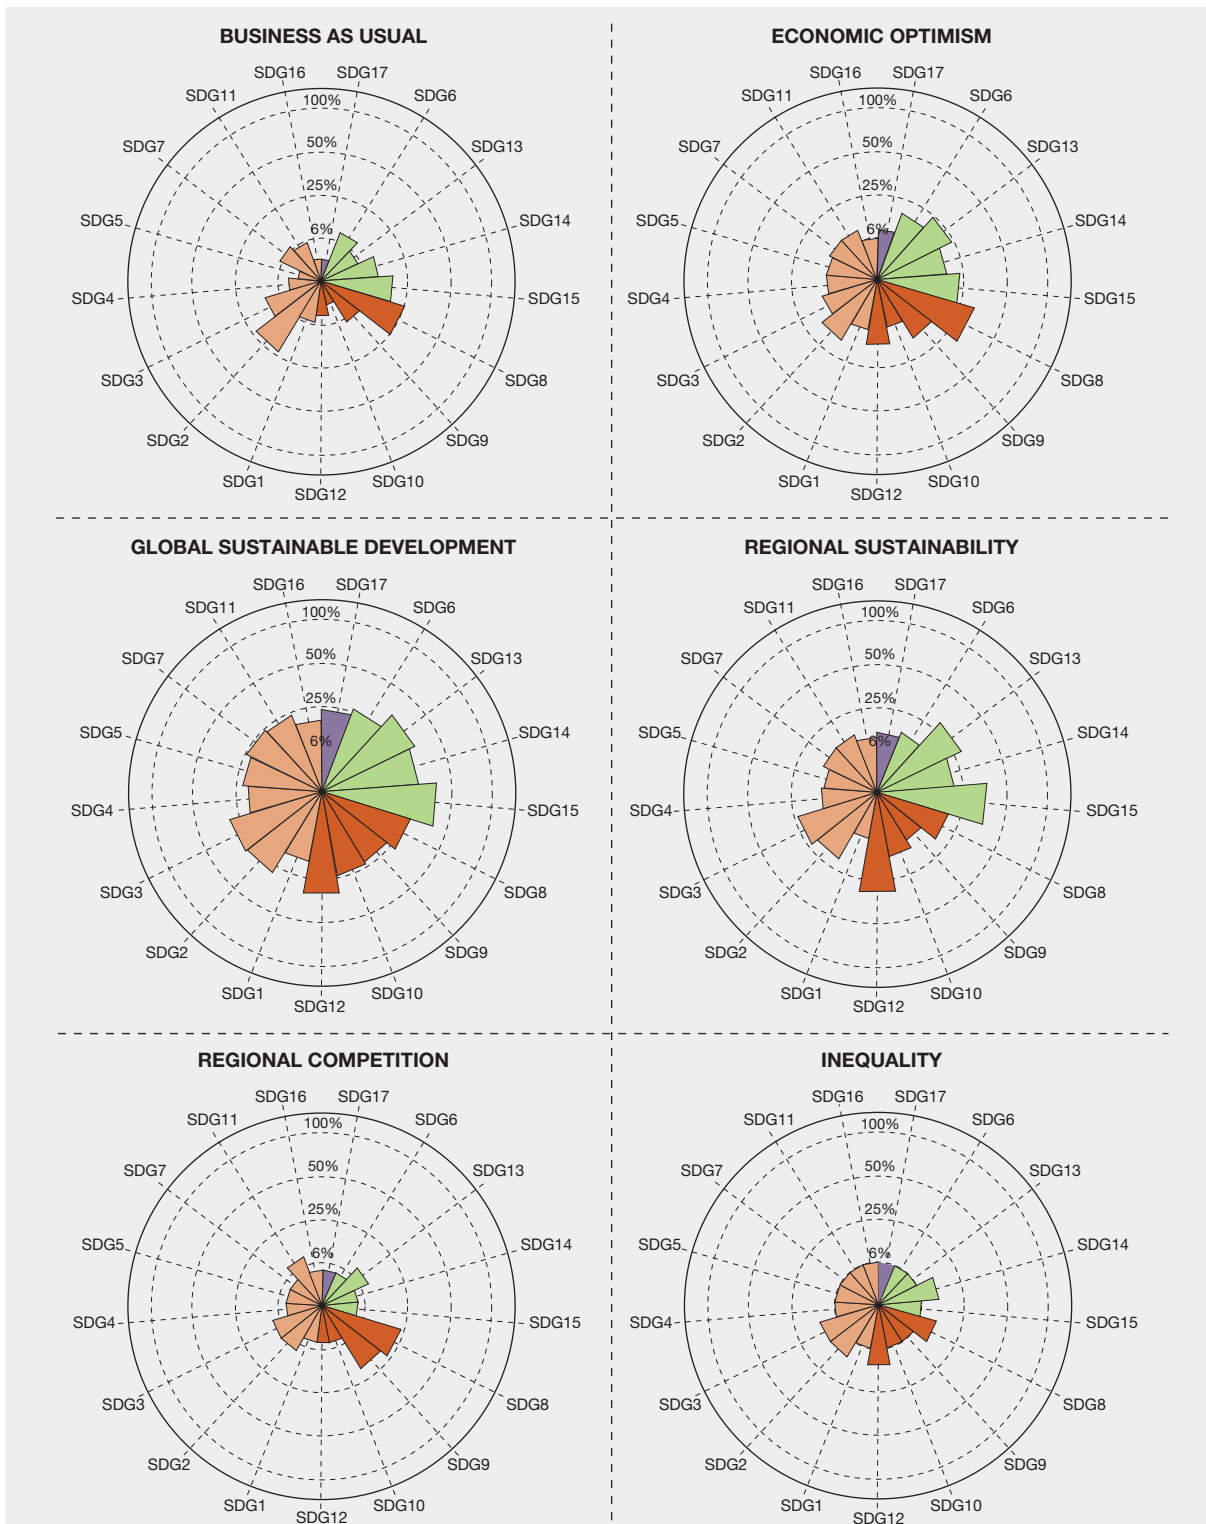 BUSINESS AS USUAL
SDG16 SDG17
SDG11 SDG6
100%
SDG7 50% SDG13
SDG5 25% SDG14
6%
SDG4 SDG15
SDG3 SDG8
SDG2 SDG9
SDG1 SDG10
SDG12
ECONOMIC OPTIMISM
SDG16 SDG17
SDG11 SDG6
100%
SDG7 50% SDG13
SDG5 25% SDG14
6%
SDG4 SDG15
SDG3 SDG8
SDG2 SDG9
SDG1 SDG10
SDG12
GLOBAL SUSTAINABLE DEVELOPMENT
SDG16 SDG17
SDG11 SDG6
100%
SDG7 50% SDG13
SDG5 25% SDG14
6%
SDG4 SDG15
SDG3 SDG8
SDG2 SDG9
SDG1 SDG10
SDG12
REGIONAL SUSTAINABILITY
SDG16 SDG17
SDG11 SDG6
100%
SDG7 50% SDG13
SDG5 25% SDG14
6%
SDG4 SDG15
SDG3 SDG8
SDG2 SDG9
SDG1 SDG10
SDG12
REGIONAL COMPETITION
SDG16 SDG17
SDG11 SDG6
100%
SDG7 50% SDG13
SDG5 25% SDG14
6%
SDG4 SDG15
SDG3 SDG8
SDG2 SDG9
SDG1 SDG10
SDG12
INEQUALITY
SDG16 SDG17
SDG11 SDG6
100%
SDG7 50% SDG13
SDG5 25% SDG14
6%
SDG4 SDG15
SDG3 SDG8
SDG2 SDG9
SDG1 SDG10
SDG12